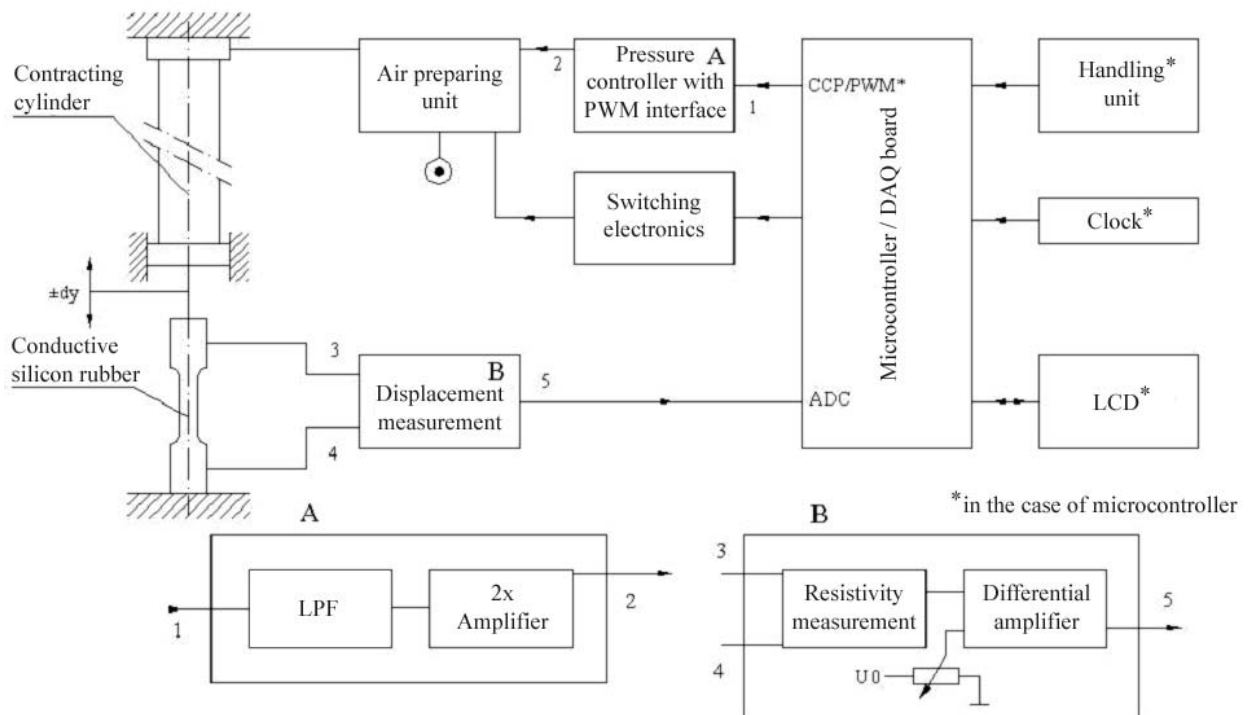 Contracting
cylinder
Air preparing
unit
2
Pressure
controller with
PWM interface
A
1
CCP/PWM*
Handling*
unit
Switching
electronics
Microcontroller / DAQ board
Clock*
±dy
Conductive
silicon rubber
3
4
B
Displacement
measurement
5
ADC
LCD*
*in the case of microcontroller
A
1
LPF
2x
Amplifier
2
B
3
4
Resistivity
measurement
Differential
amplifier
5
U0